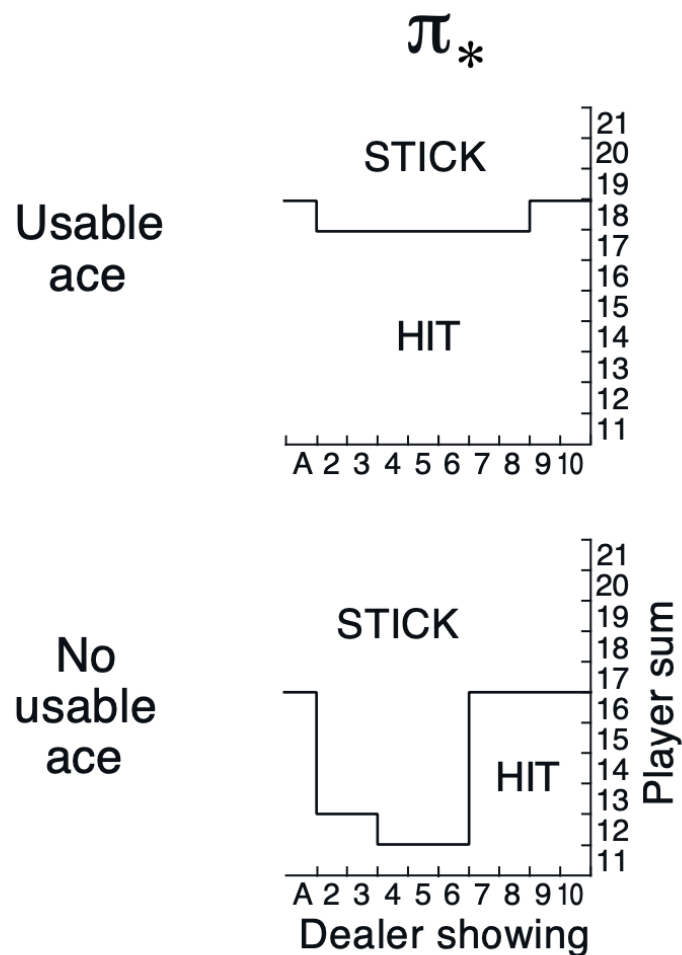 π*
STICK
HIT
Usable
ace
21
20
19
18
17
16
15
14
13
12
11
A 2 3 4 5 6 7 8 9 10
STICK
HIT
No
usable
ace
21
20
19
18
17
16
15
14
13
12
11
Player sum
A 2 3 4 5 6 7 8 9 10
Dealer showing